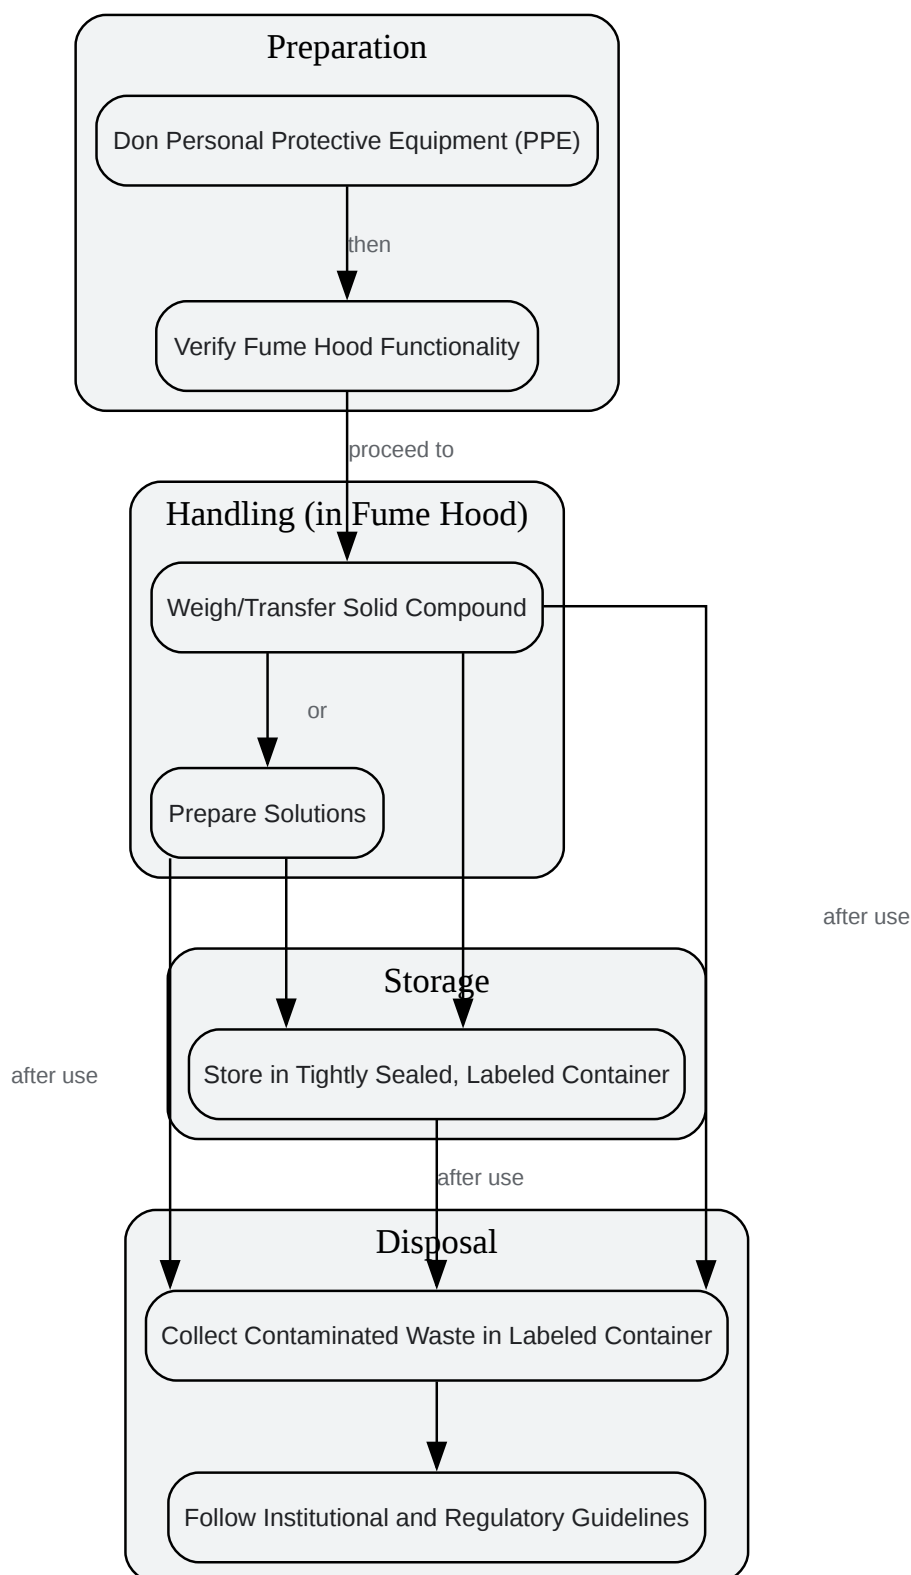 Preparation
Don Personal Protective Equipment (PPE)
then
Verify Fume Hood Functionality
proceed to
Handling (in Fume Hood)
Weigh/Transfer Solid Compound
or
Prepare Solutions
after use
Storage
Store in Tightly Sealed, Labeled Container
after use
after use
Disposal
Collect Contaminated Waste in Labeled Container
Follow Institutional and Regulatory Guidelines